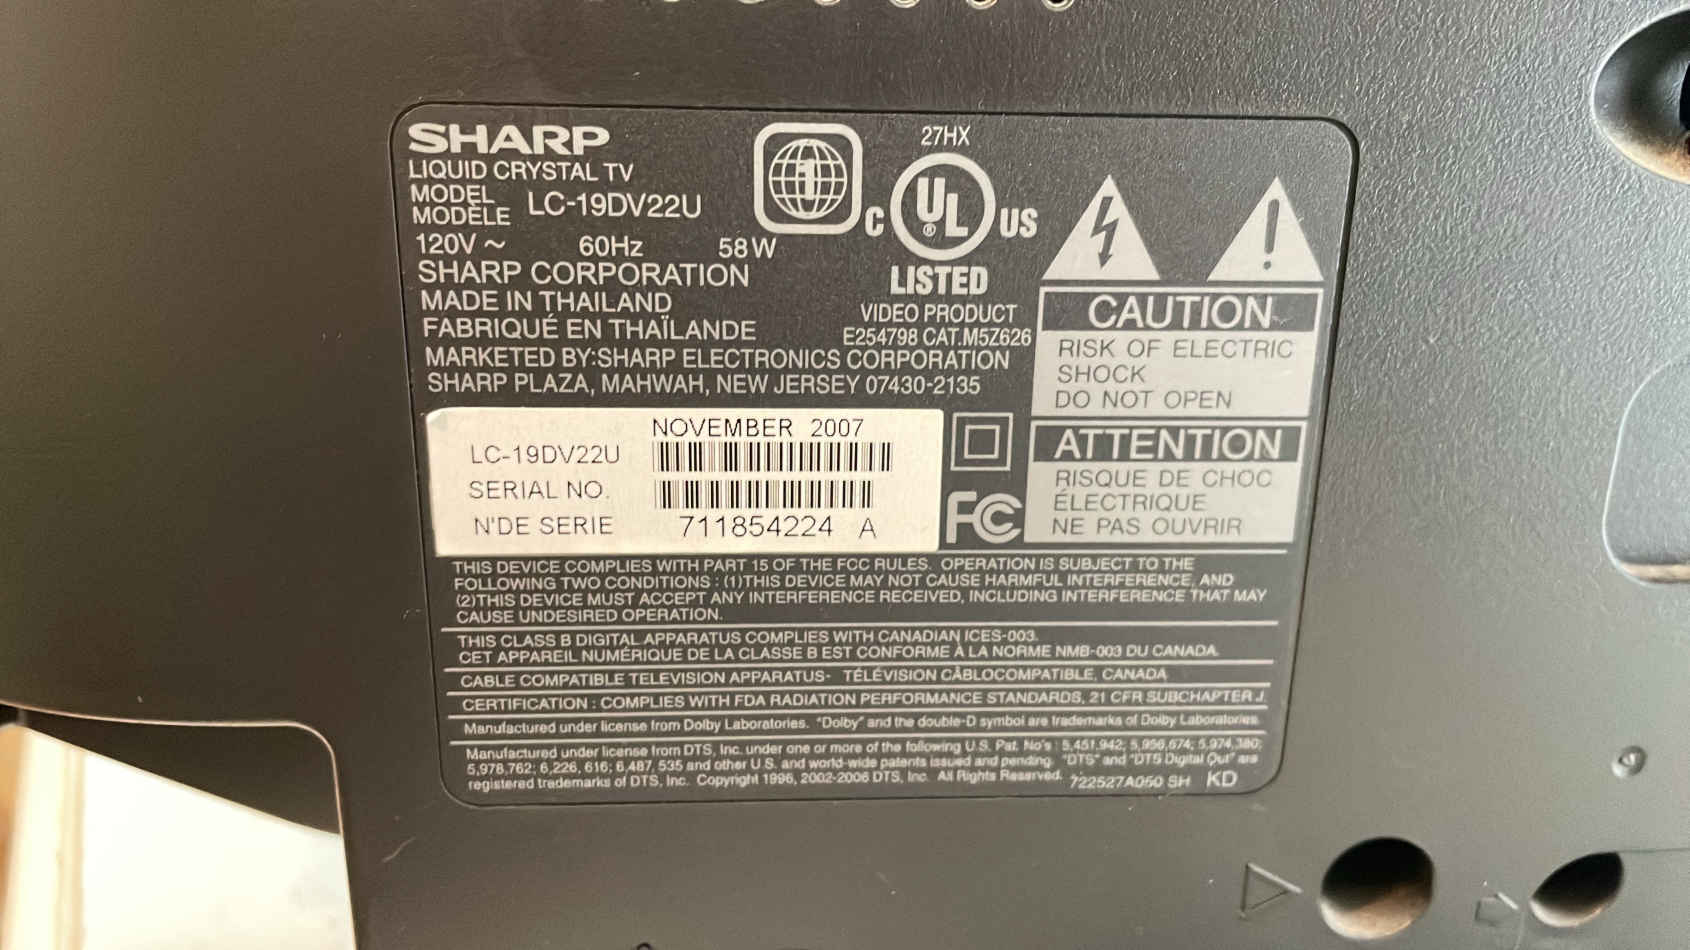 SHARP
LIQUID CRYSTAL TV
MODEL
MODÈLE LC-19DV22U
120V ~ 60Hz 58W
SHARP CORPORATION
MADE IN THAILAND
FABRIQUÉ EN THAÏLANDE
MARKETED BY:SHARP ELECTRONICS CORPORATION
SHARP PLAZA, MAHWAH, NEW JERSEY 07430-2135
1
27HX
C UL ® US
LISTED
VIDEO PRODUCT
E254798 CAT.M5Z626
!
CAUTION
RISK OF ELECTRIC
SHOCK
DO NOT OPEN
ATTENTION
RISQUE DE CHOC
ÉLECTRIQUE
NE PAS OUVRIR
NOVEMBER 2007
LC-19DV22U
SERIAL NO.
N'DE SERIE 711854224 A
FC
THIS DEVICE COMPLIES WITH PART 15 OF THE FCC RULES. OPERATION IS SUBJECT TO THE
FOLLOWING TWO CONDITIONS : (1)THIS DEVICE MAY NOT CAUSE HARMFUL INTERFERENCE, AND
(2)THIS DEVICE MUST ACCEPT ANY INTERFERENCE RECEIVED, INCLUDING INTERFERENCE THAT MAY
CAUSE UNDESIRED OPERATION.
THIS CLASS B DIGITAL APPARATUS COMPLIES WITH CANADIAN ICES-003.
CET APPAREIL NUMÉRIQUE DE LA CLASSE B EST CONFORME À LA NORME NMB-003 DU CANADA.
CABLE COMPATIBLE TELEVISION APPARATUS- TÉLÉVISION CÂBLOCOMPATIBLE, CANADA
CERTIFICATION : COMPLIES WITH FDA RADIATION PERFORMANCE STANDARDS, 21 CFR SUBCHAPTER J.
Manufactured under license from Dolby Laboratories. "Dolby" and the double-D symbol are trademarks of Dolby Laboratories.
Manufactured under license from DTS, Inc. under one or more of the following U.S. Pat. No's : 5,451,942; 5,956,674; 5,974,380;
5,978,762; 6,226, 616; 6,487, 535 and other U.S. and world-wide patents issued and pending. "DTS" and "DTS Digital Out" are
registered trademarks of DTS, Inc. Copyright 1996, 2002-2006 DTS, Inc. All Rights Reserved. 722527A050 SH KD